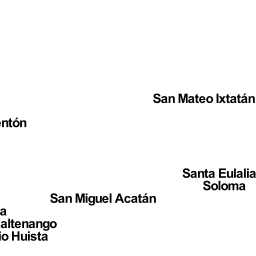 San Mateo Ixtatán
entón
Santa Eulalia
Soloma
San Miguel Acatán
a
altenango
io Huista